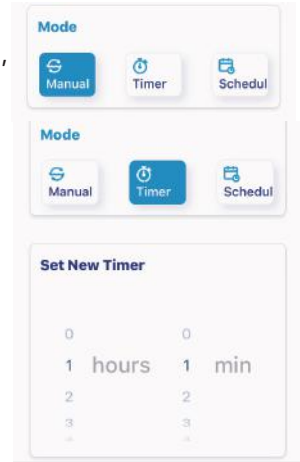 Mode
,
Manual Timer Schedul
Mode
Manual Timer Schedul
Set New Timer
0 0
1 hours 1 min
2 2
3 3